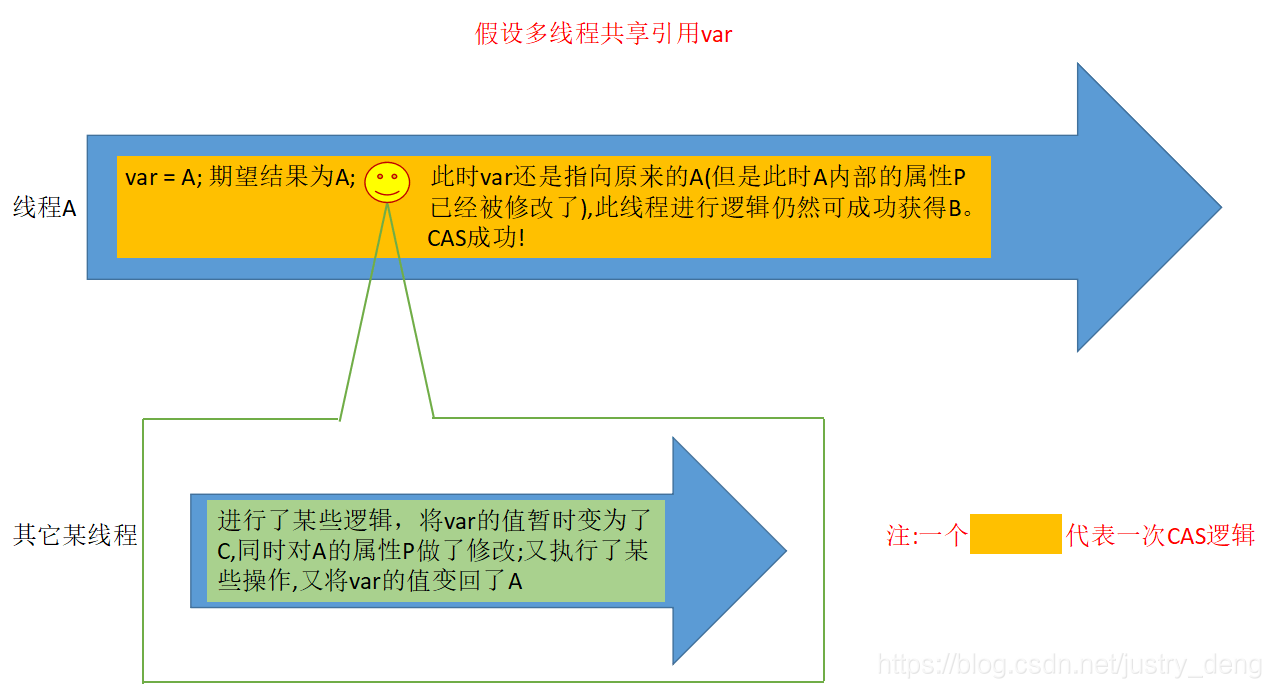 假设多线程共享引用var
线程A
var = A; 期望结果为A;
此时var还是指向原来的A(但是此时A内部的属性P
已经被修改了),此线程进行逻辑仍然可成功获得B。
CAS成功!
其它某线程
进行了某些逻辑，将var的值暂时变为了
C,同时对A的属性P做了修改;又执行了某
些操作,又将var的值变回了A
注:一个 代表一次CAS逻辑
https://blog.csdn.net/justry_deng